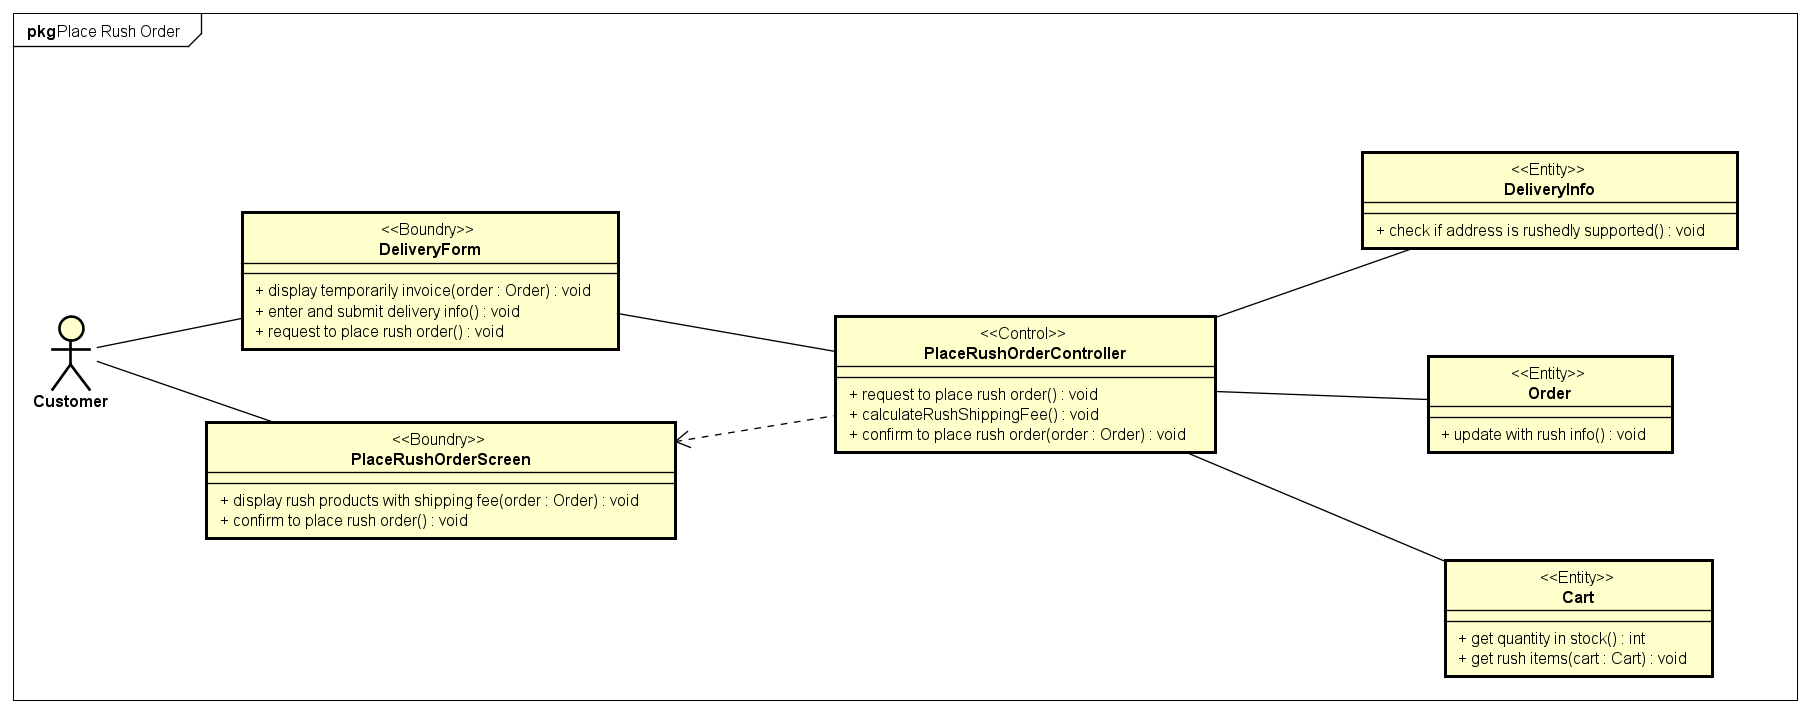 pkgPlace Rush Order
<<Entity>>
DeliveryInfo
+ check if address is rushedly supported() : void
<<Boundry>>
DeliveryForm
+ display temporarily invoice(order : Order) : void
+ enter and submit delivery info() : void
+ request to place rush order() : void
Customer
<<Control>>
PlaceRushOrderController
+ request to place rush order() : void
+ calculateRushShippingFee() : void
+ confirm to place rush order(order : Order) : void
<<Entity>>
Order
+ update with rush info() : void
<<Boundry>>
PlaceRushOrderScreen
+ display rush products with shipping fee(order : Order) : void
+ confirm to place rush order() : void
<<Entity>>
Cart
+ get quantity in stock() : int
+ get rush items(cart : Cart) : void